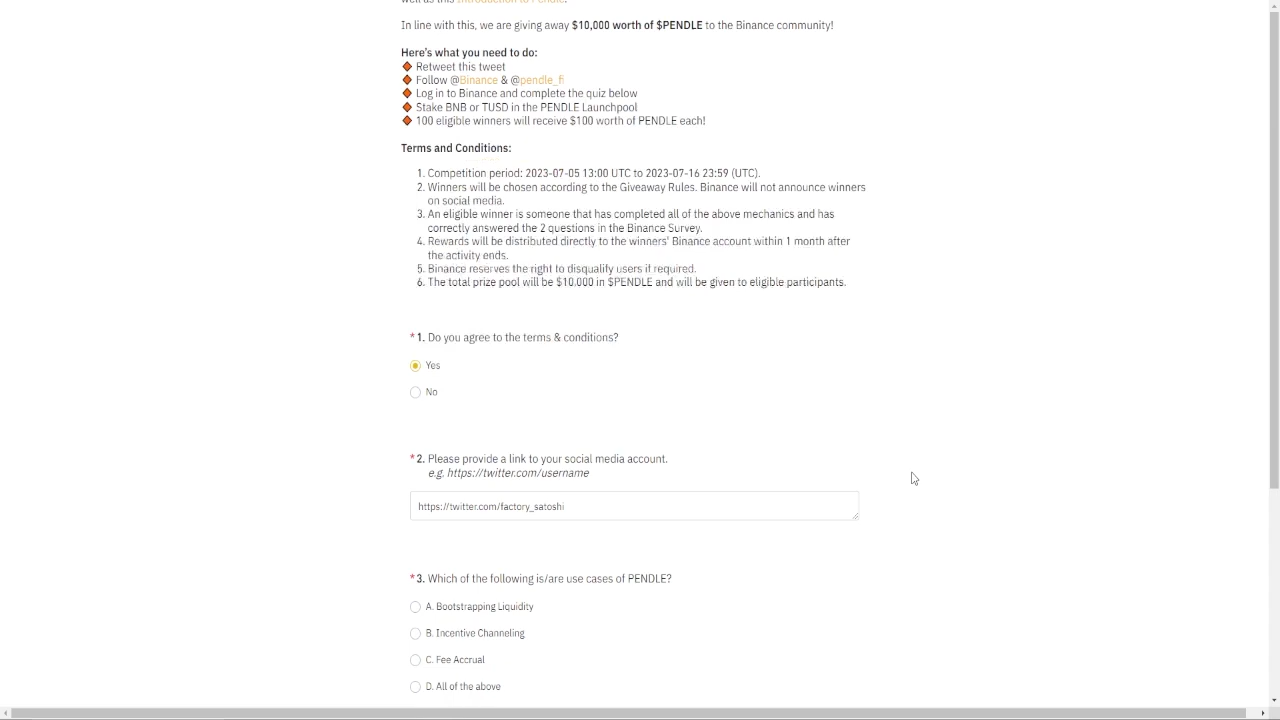 well as this Introduction to Pendle.
In line with this, we are giving away $10,000 worth of $PENDLE to the Binance community!
Here's what you need to do:
Retweet this tweet
Follow @Binance & @pendle_fi
Log in to Binance and complete the quiz below
Stake BNB or TUSD in the PENDLE Launchpool
100 eligible winners will receive $100 worth of PENDLE each!
Terms and Conditions:
1. Competition period: 2023-07-05 13:00 UTC to 2023-07-16 23:59 (UTC).
2. Winners will be chosen according to the Giveaway Rules. Binance will not announce winners
on social media.
3. An eligible winner is someone that has completed all of the above mechanics and has
correctly answered the 2 questions in the Binance Survey.
4. Rewards will be distributed directly to the winners' Binance account within 1 month after
the activity ends.
5. Binance reserves the right to disqualify users if required.
6. The total prize pool will be $10,000 in $PENDLE and will be given to eligible participants.
*1. Do you agree to the terms & conditions?
Yes
No
*2. Please provide a link to your social media account.
e.g. https://twitter.com/username
https://twitter.com/factory_satoshi
*3. Which of the following is/are use cases of PENDLE?
A. Bootstrapping Liquidity
B. Incentive Channeling
C. Fee Accrual
D. All of the above